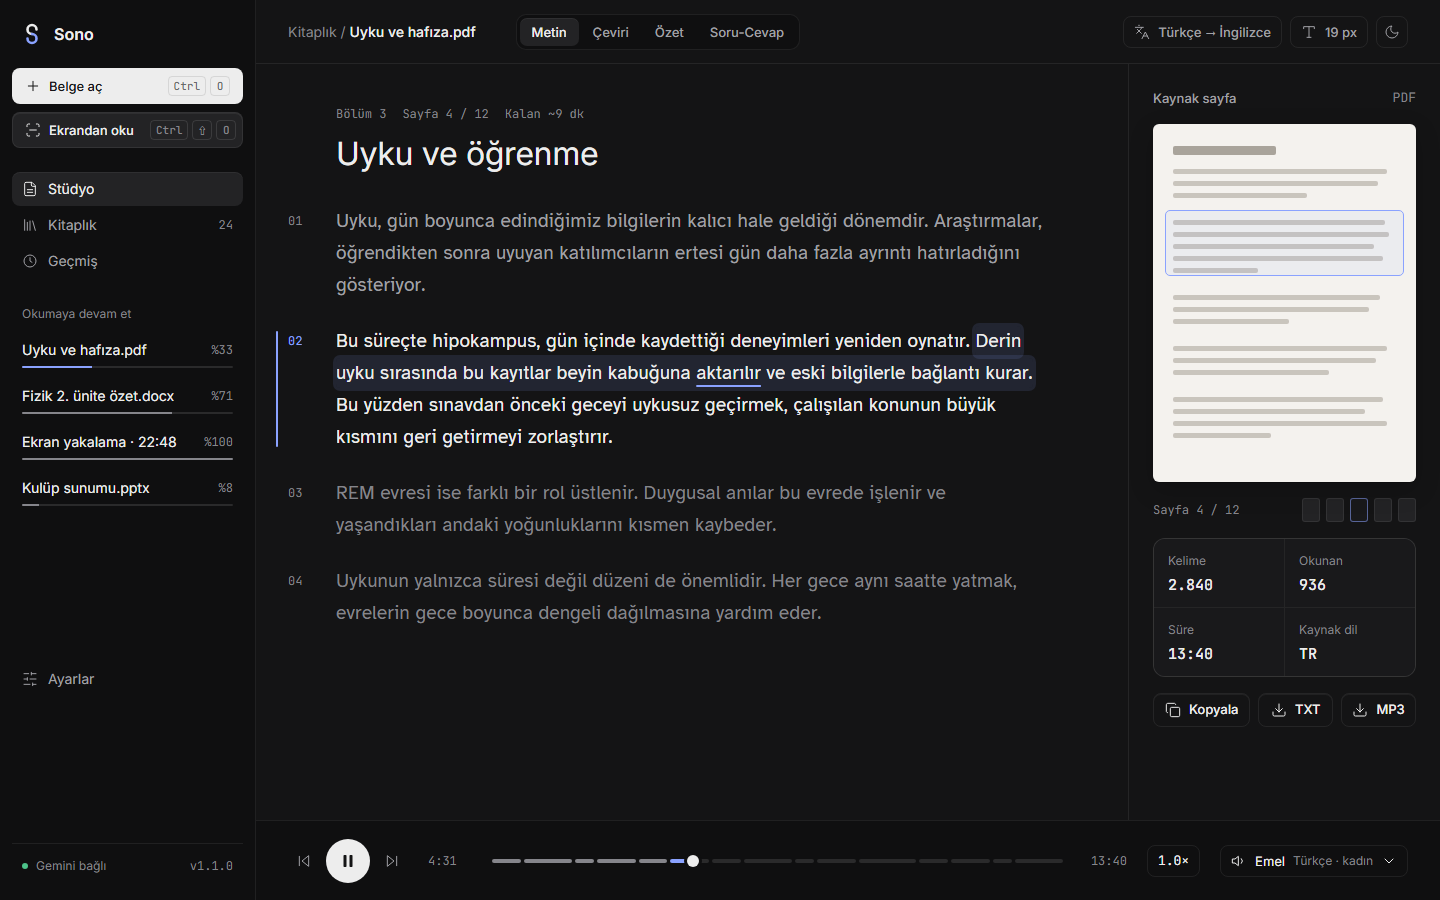 Sono
Belge aç Ctrl O
Ekrandan oku Ctrl ⇧ O
Stüdyo
Kitaplık 24
Geçmiş
Okumaya devam et
Uyku ve hafıza.pdf %33
Fizik 2. ünite özet.docx %71
Ekran yakalama · 22:48 %100
Kulüp sunumu.pptx %8
Ayarlar
Gemini bağlı v1.1.0
Kitaplık / Uyku ve hafıza.pdf
Metin Çeviri Özet Soru-Cevap
Türkçe → İngilizce
19 px
Bölüm 3 Sayfa 4 / 12 Kalan ~9 dk
Uyku ve öğrenme
01 Uyku, gün boyunca edindiğimiz bilgilerin kalıcı hale geldiği dönemdir. Araştırmalar,
öğrendikten sonra uyuyan katılımcıların ertesi gün daha fazla ayrıntı hatırladığını
gösteriyor.
02 Bu süreçte hipokampus, gün içinde kaydettiği deneyimleri yeniden oynatır. Derin
uyku sırasında bu kayıtlar beyin kabuğuna aktarılır ve eski bilgilerle bağlantı kurar.
Bu yüzden sınavdan önceki geceyi uykusuz geçirmek, çalışılan konunun büyük
kısmını geri getirmeyi zorlaştırır.
03 REM evresi ise farklı bir rol üstlenir. Duygusal anılar bu evrede işlenir ve
yaşandıkları andaki yoğunluklarını kısmen kaybeder.
04 Uykunun yalnızca süresi değil düzeni de önemlidir. Her gece aynı saatte yatmak,
evrelerin gece boyunca dengeli dağılmasına yardım eder.
Kaynak sayfa PDF
Sayfa 4 / 12
Kelime Okunan
2.840 936
Süre Kaynak dil
13:40 TR
Kopyala TXT MP3
4:31 13:40 1.0× Emel Türkçe · kadın